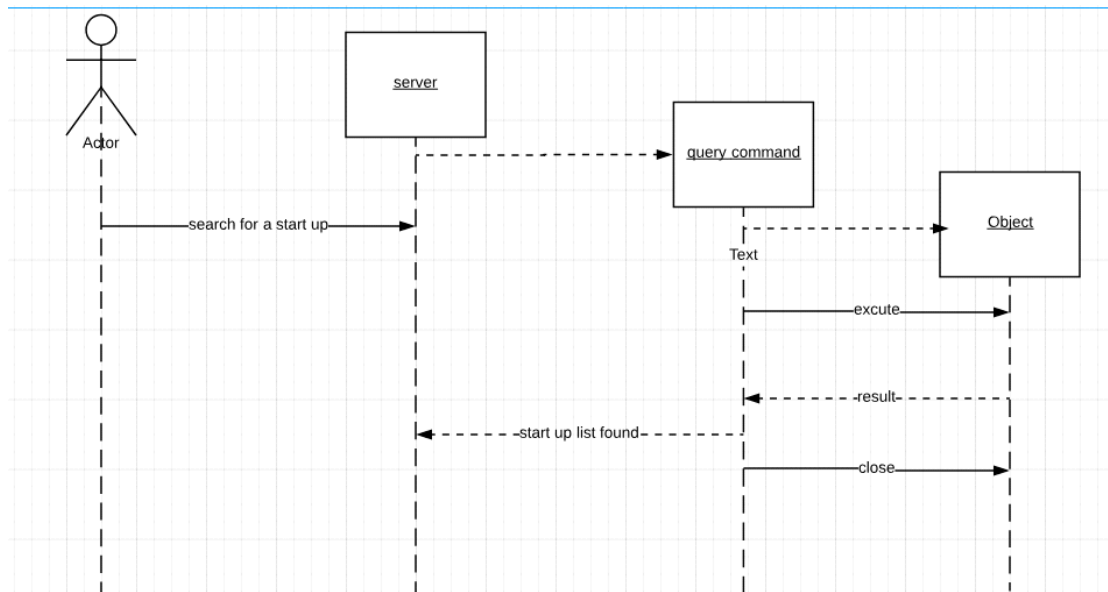 Actor
server
query command
Object
search for a start up
Text
excute
result
start up list found
close